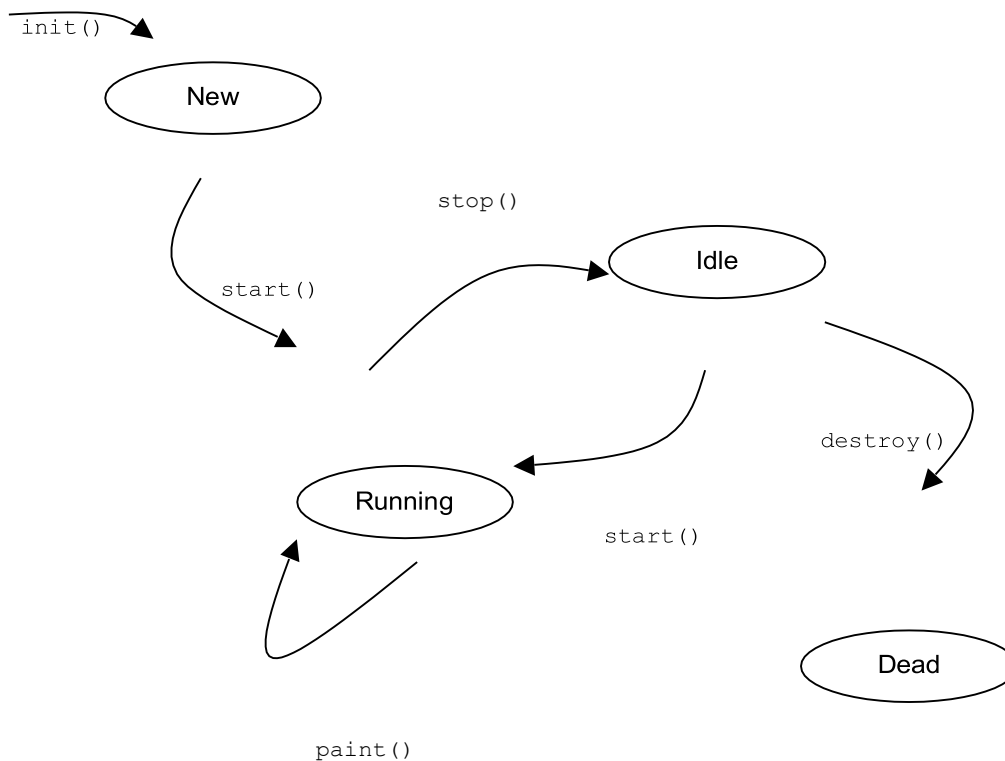 init()
New
stop()
Idle
start()
destroy()
Running
start()
Dead
paint()